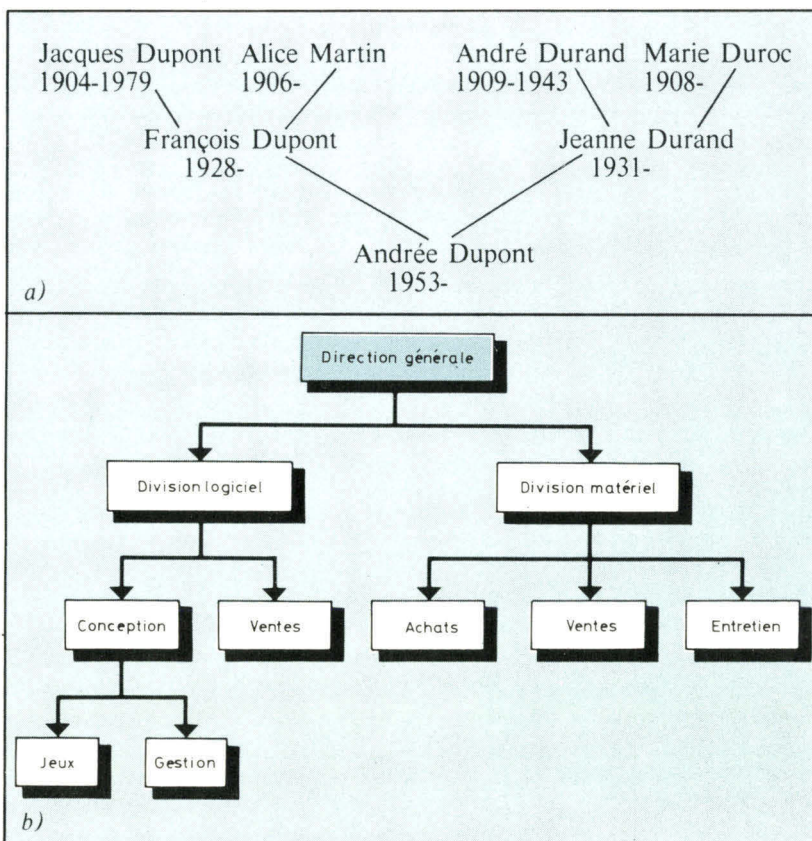 Jacques Dupont Alice Martin André Durand Marie Duroc
1904-1979 1906- 1909-1943 1908-
François Dupont Jeanne Durand
1928- 1931-
Andrée Dupont
1953-
a)
Direction générale
Division logiciel Division matériel
Conception Ventes Achats Ventes Entretien
Jeux Gestion
b)